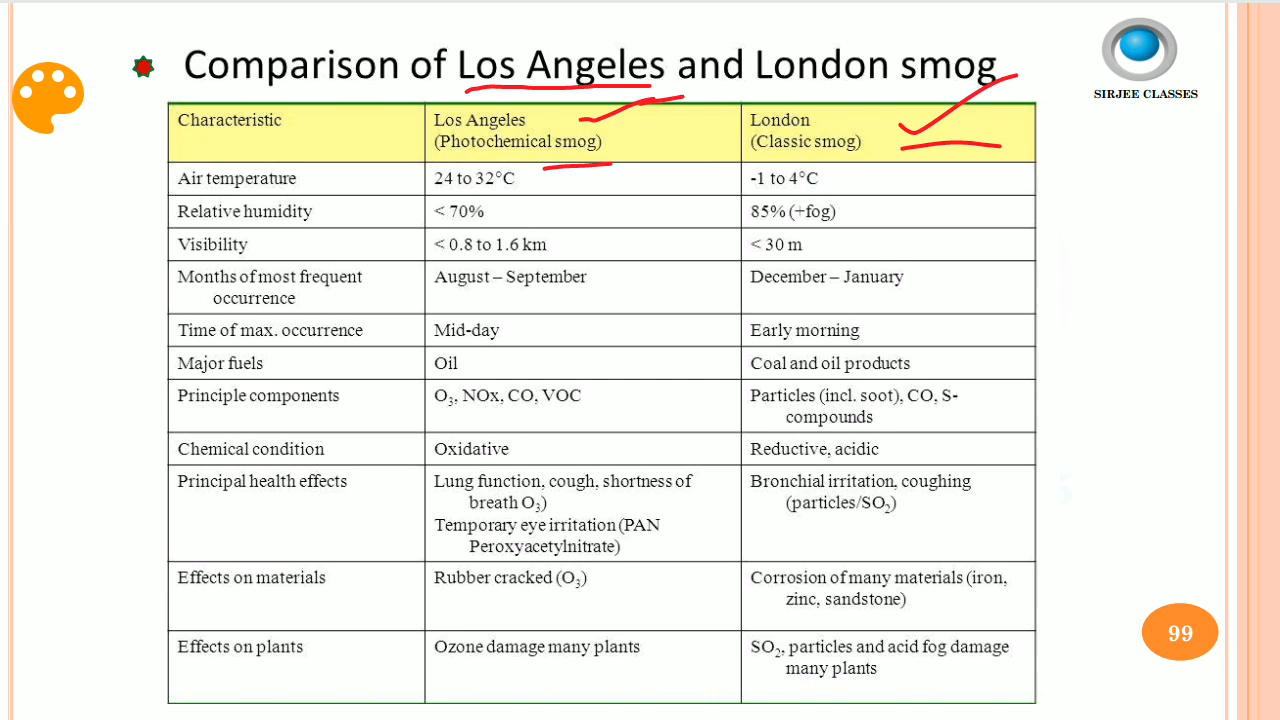 Comparison of Los Angeles and London smog
SIRJEE CLASSES
Characteristic
Los Angeles
(Photochemical smog)
London
(Classic smog)
Air temperature
24 to 32°C
-1 to 4°C
Relative humidity
< 70%
85% (+fog)
Visibility
< 0.8 to 1.6 km
< 30 m
Months of most frequent
occurrence
August – September
December – January
Time of max. occurrence
Mid-day
Early morning
Major fuels
Oil
Coal and oil products
Principle components
O₃, NOx, CO, VOC
Particles (incl. soot), CO, S-
compounds
Chemical condition
Oxidative
Reductive, acidic
Principal health effects
Lung function, cough, shortness of
breath O₃)
Temporary eye irritation (PAN
Peroxyacetylnitrate)
Bronchial irritation, coughing
(particles/SO₂)
Effects on materials
Rubber cracked (O₃)
Corrosion of many materials (iron,
zinc, sandstone)
Effects on plants
Ozone damage many plants
SO₂, particles and acid fog damage
many plants
99